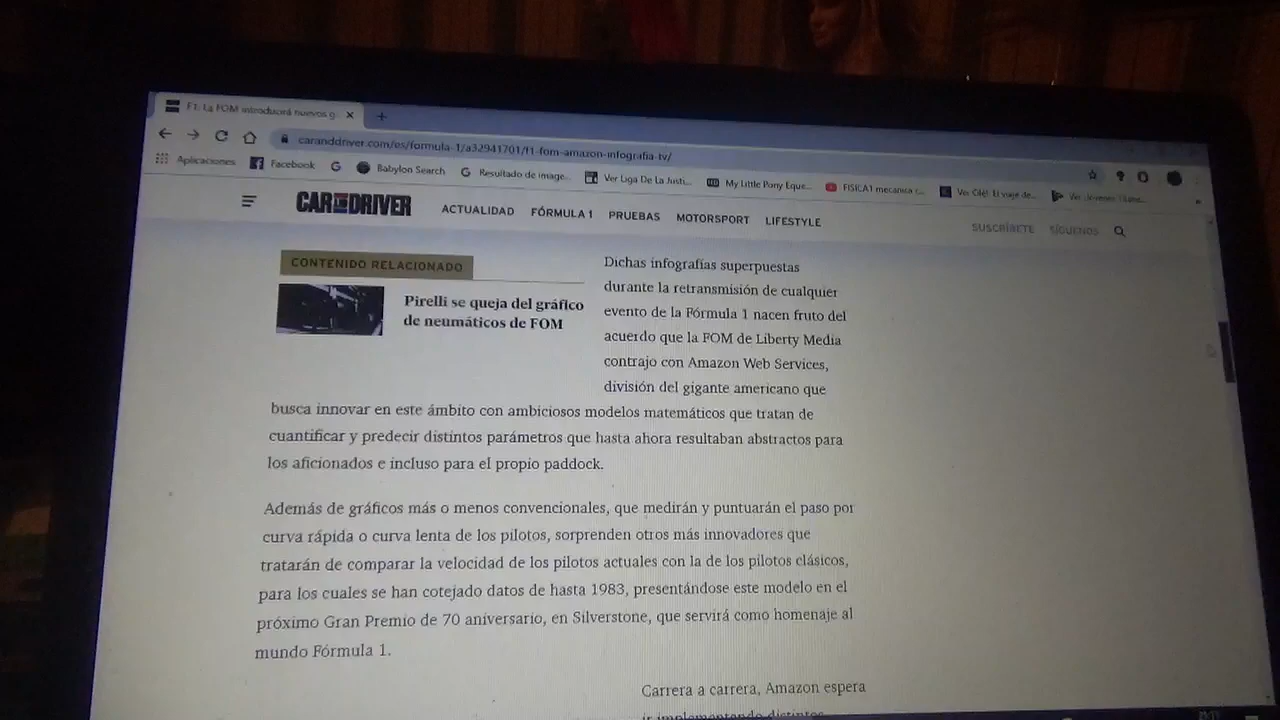 F1: La FOM introducirá nuevos g
caranddriver.com/es/formula-1/a32941701/f1-fom-amazon-infografia-tv/
Aplicaciones Facebook Babylon Search Resultado de image... Ver Liga De La Justi... My Little Pony Eque... FISICA1 mecanica c... Ver Olé! El viaje de... Ver
CAR AND DRIVER ACTUALIDAD FÓRMULA 1 PRUEBAS MOTORSPORT LIFESTYLE SUSCRÍBETE SÍGUENOS
CONTENIDO RELACIONADO
Pirelli se queja del gráfico
de neumáticos de FOM
Dichas infografías superpuestas
durante la retransmisión de cualquier
evento de la Fórmula 1 nacen fruto del
acuerdo que la FOM de Liberty Media
contrajo con Amazon Web Services,
división del gigante americano que
busca innovar en este ámbito con ambiciosos modelos matemáticos que tratan de
cuantificar y predecir distintos parámetros que hasta ahora resultaban abstractos para
los aficionados e incluso para el propio paddock.
Además de gráficos más o menos convencionales, que medirán y puntuarán el paso por
curva rápida o curva lenta de los pilotos, sorprenden otros más innovadores que
tratarán de comparar la velocidad de los pilotos actuales con la de los pilotos clásicos,
para los cuales se han cotejado datos de hasta 1983, presentándose este modelo en el
próximo Gran Premio de 70 aniversario, en Silverstone, que servirá como homenaje al
mundo Fórmula 1.
Carrera a carrera, Amazon espera
ir implementando distintos